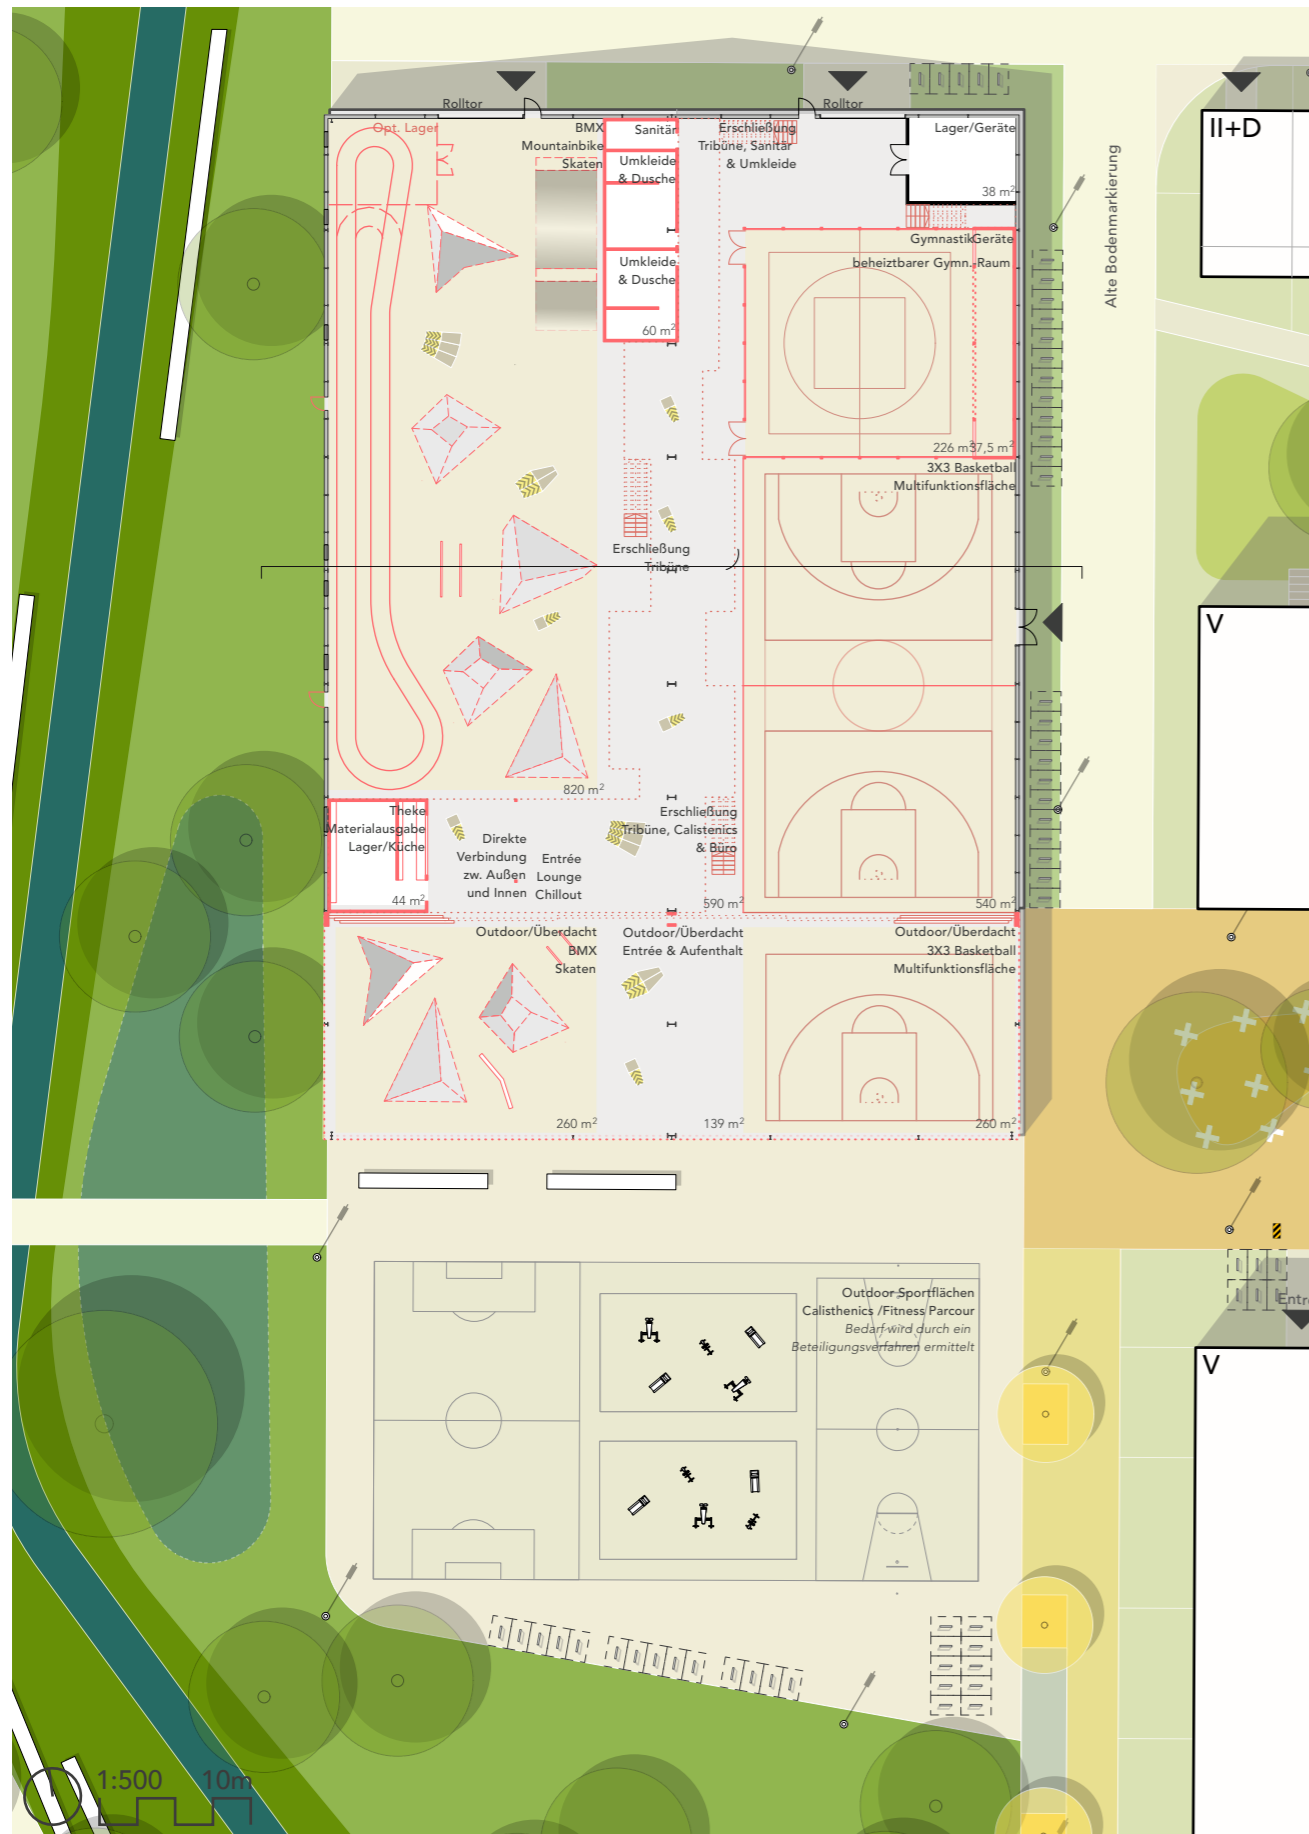 Rolltor
Rolltor
Opt. Lager
BMX
Mountainbike
Skaten
Sanitär
Umkleide
& Dusche
Umkleide
& Dusche
60 m²
Erschließung
Tribüne, Sanitär
& Umkleide
Lager/Geräte
38 m²
Gymnastik
Geräte
beheiztbarer Gymn.-Raum
226 m²
37,5 m²
3X3 Basketball
Multifunktionsfläche
Alte Bodenmarkierung
II+D
V
Erschließung
Tribüne
820 m²
Theke
Materialausgabe
Lager/Küche
44 m²
Direkte
Verbindung
zw. Außen
und Innen
Entrée
Lounge
Chillout
Erschließung
Tribüne, Calistenics
& Büro
590 m²
540 m²
Outdoor/Überdacht
BMX
Skaten
260 m²
Outdoor/Überdacht
Entrée & Aufenthalt
139 m²
Outdoor/Überdacht
3X3 Basketball
Multifunktionsfläche
260 m²
Outdoor Sportflächen
Calisthenics /Fitness Parcour
Bedarf wird durch ein
Beteiligungsverfahren ermittelt
V
1:500 10m